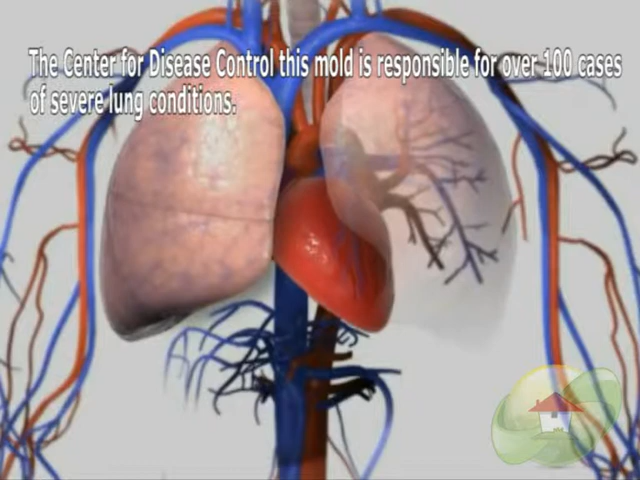 The Center for Disease Control this mold is responsible for over 100 cases
of severe lung conditions.